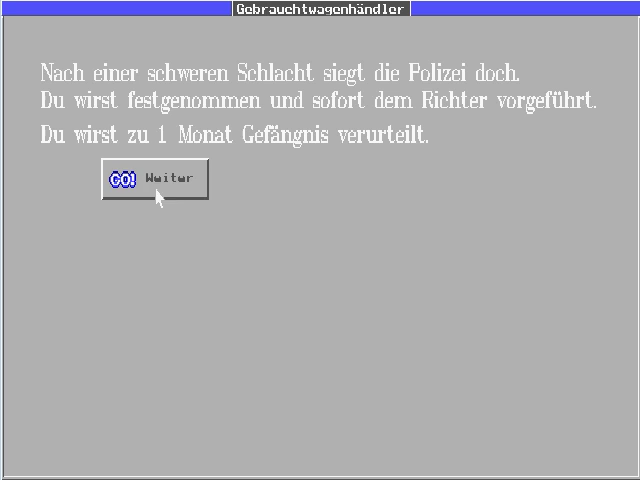 Gebrauchtwagenhändler
Nach einer schweren Schlacht siegt die Polizei doch.
Du wirst festgenommen und sofort dem Richter vorgeführt.
Du wirst zu 1 Monat Gefängnis verurteilt.
GO! Weiter